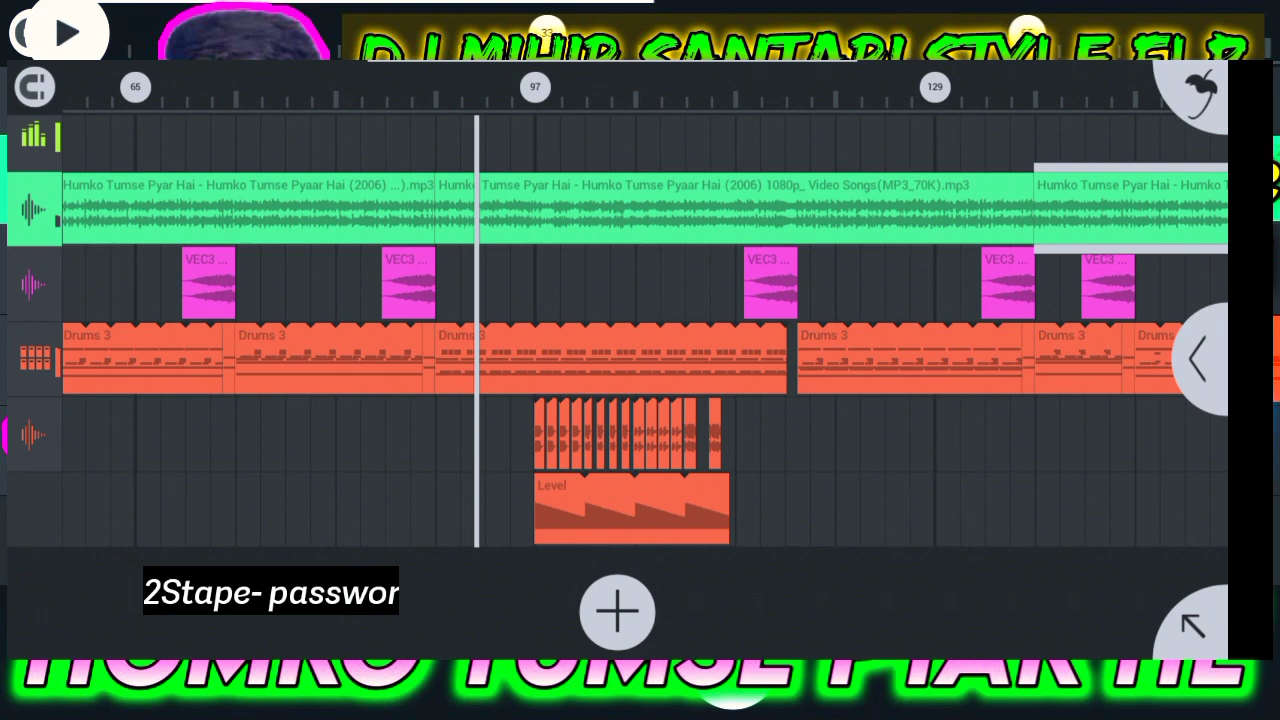 DJ MIHIR SANTALI STYLE FLP
33
65
97
129
Humko Tumse Pyar Hai - Humko Tumse Pyaar Hai (2006) ...).mp3
Humko Tumse Pyar Hai - Humko Tumse Pyaar Hai (2006) 1080p_ Video Songs(MP3_70K).mp3
Humko Tumse Pyar Hai - Humko T
VEC3 ...
VEC3 ...
VEC3 ...
VEC3 ...
VEC3 ...
Drums 3
Drums 3
Drums 3
Drums 3
Drums 3
Drums
Level
2Stape- passwor
HUMKO TUMSE PYAR HE